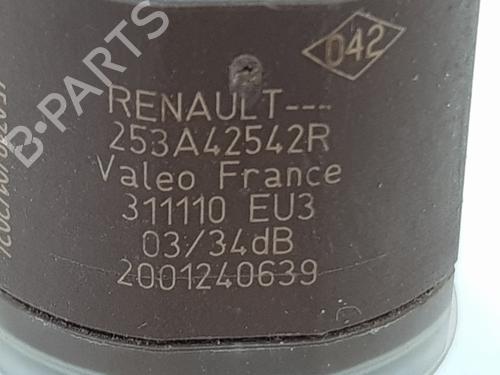 D42
RENAULT---
253A42542R
Valeo France
311110 EU3
03/34dB
2001240639
B-PARTS